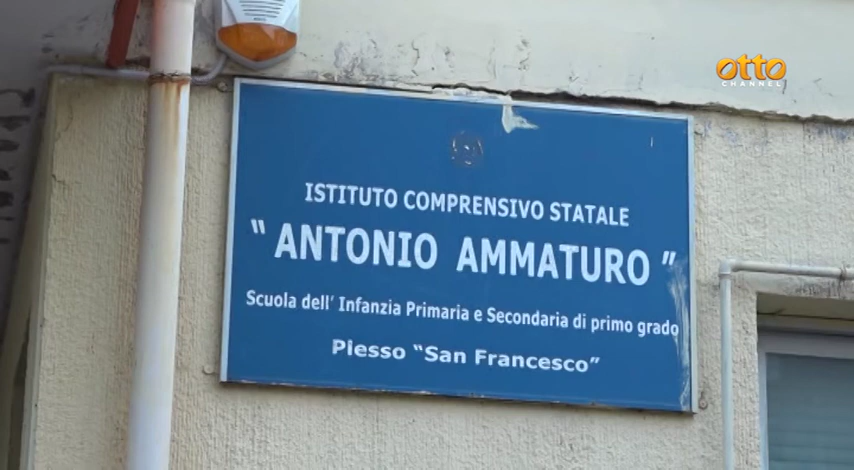 otto
CHANNEL
ISTITUTO COMPRENSIVO STATALE
" ANTONIO AMMATURO "
Scuola dell' Infanzia Primaria e Secondaria di primo grado
Plesso "San Francesco"